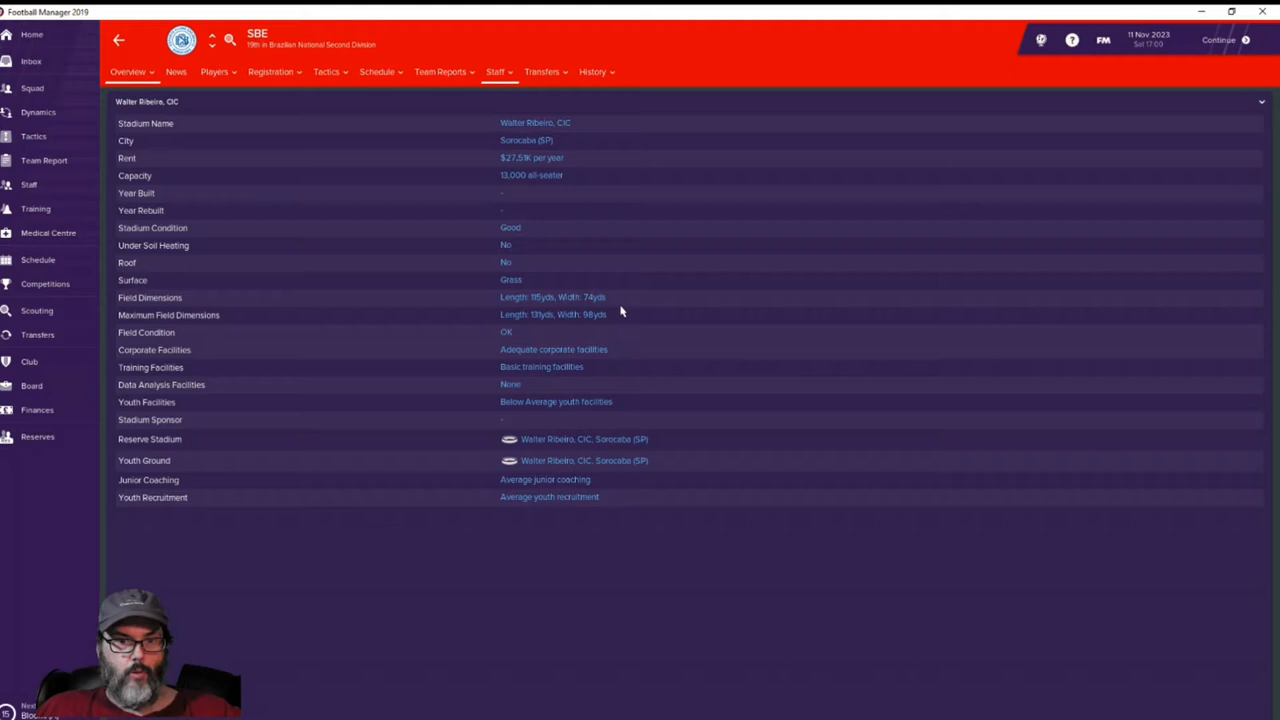 Football Manager 2019
SBE
19th in Brazilian National Second Division
11 Nov 2023
Sat 17:00
FM
Continue
Overview
News
Players
Registration
Tactics
Schedule
Team Reports
Staff
Transfers
History
Home
Inbox
Squad
Dynamics
Tactics
Team Report
Staff
Training
Medical Centre
Schedule
Competitions
Scouting
Transfers
Club
Board
Finances
Reserves
Walter Ribeiro, CIC
Stadium Name Walter Ribeiro, CIC
City Sorocaba (SP)
Rent $27.51K per year
Capacity 13,000 all-seater
Year Built -
Year Rebuilt -
Stadium Condition Good
Under Soil Heating No
Roof No
Surface Grass
Field Dimensions Length: 115yds, Width: 74yds
Maximum Field Dimensions Length: 131yds, Width: 98yds
Field Condition OK
Corporate Facilities Adequate corporate facilities
Training Facilities Basic training facilities
Data Analysis Facilities None
Youth Facilities Below Average youth facilities
Stadium Sponsor -
Reserve Stadium Walter Ribeiro, CIC, Sorocaba (SP)
Youth Ground Walter Ribeiro, CIC, Sorocaba (SP)
Junior Coaching Average junior coaching
Youth Recruitment Average youth recruitment
15